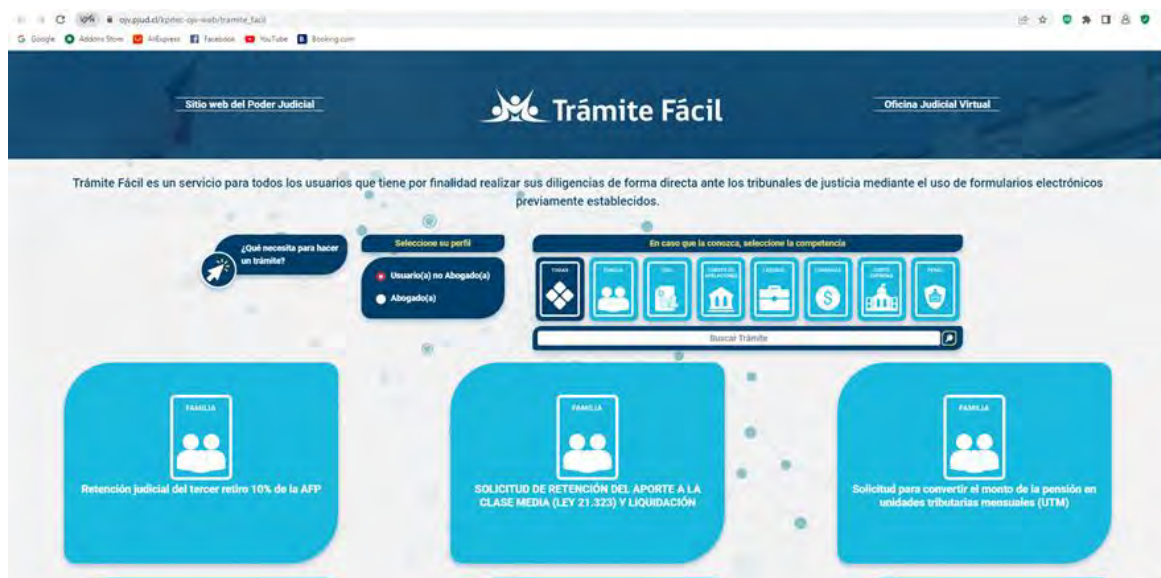 ojv.pjud.cl/kpitec-ojv-web/tramite_facil
Google Addons Store AliExpress Facebook YouTube Booking.com
Sitio web del Poder Judicial
Trámite Fácil
Oficina Judicial Virtual
Trámite Fácil es un servicio para todos los usuarios que tiene por finalidad realizar sus diligencias de forma directa ante los tribunales de justicia mediante el uso de formularios electrónicos
previamente establecidos.
¿Qué necesita para hacer
un trámite?
Seleccione su perfil
Usuario(a) no Abogado(a)
Abogado(a)
En caso que la conozca, seleccione la competencia
TODAS FAMILIA CIVIL CORTE DE LABORAL COBRANZA CORTE PENAL
APELACIONES SUPREMA
Buscar Trámite
FAMILIA
Retención judicial del tercer retiro 10% de la AFP
FAMILIA
SOLICITUD DE RETENCIÓN DEL APORTE A LA
CLASE MEDIA (LEY 21.323) Y LIQUIDACIÓN
FAMILIA
Solicitud para convertir el monto de la pensión en
unidades tributarias mensuales (UTM)